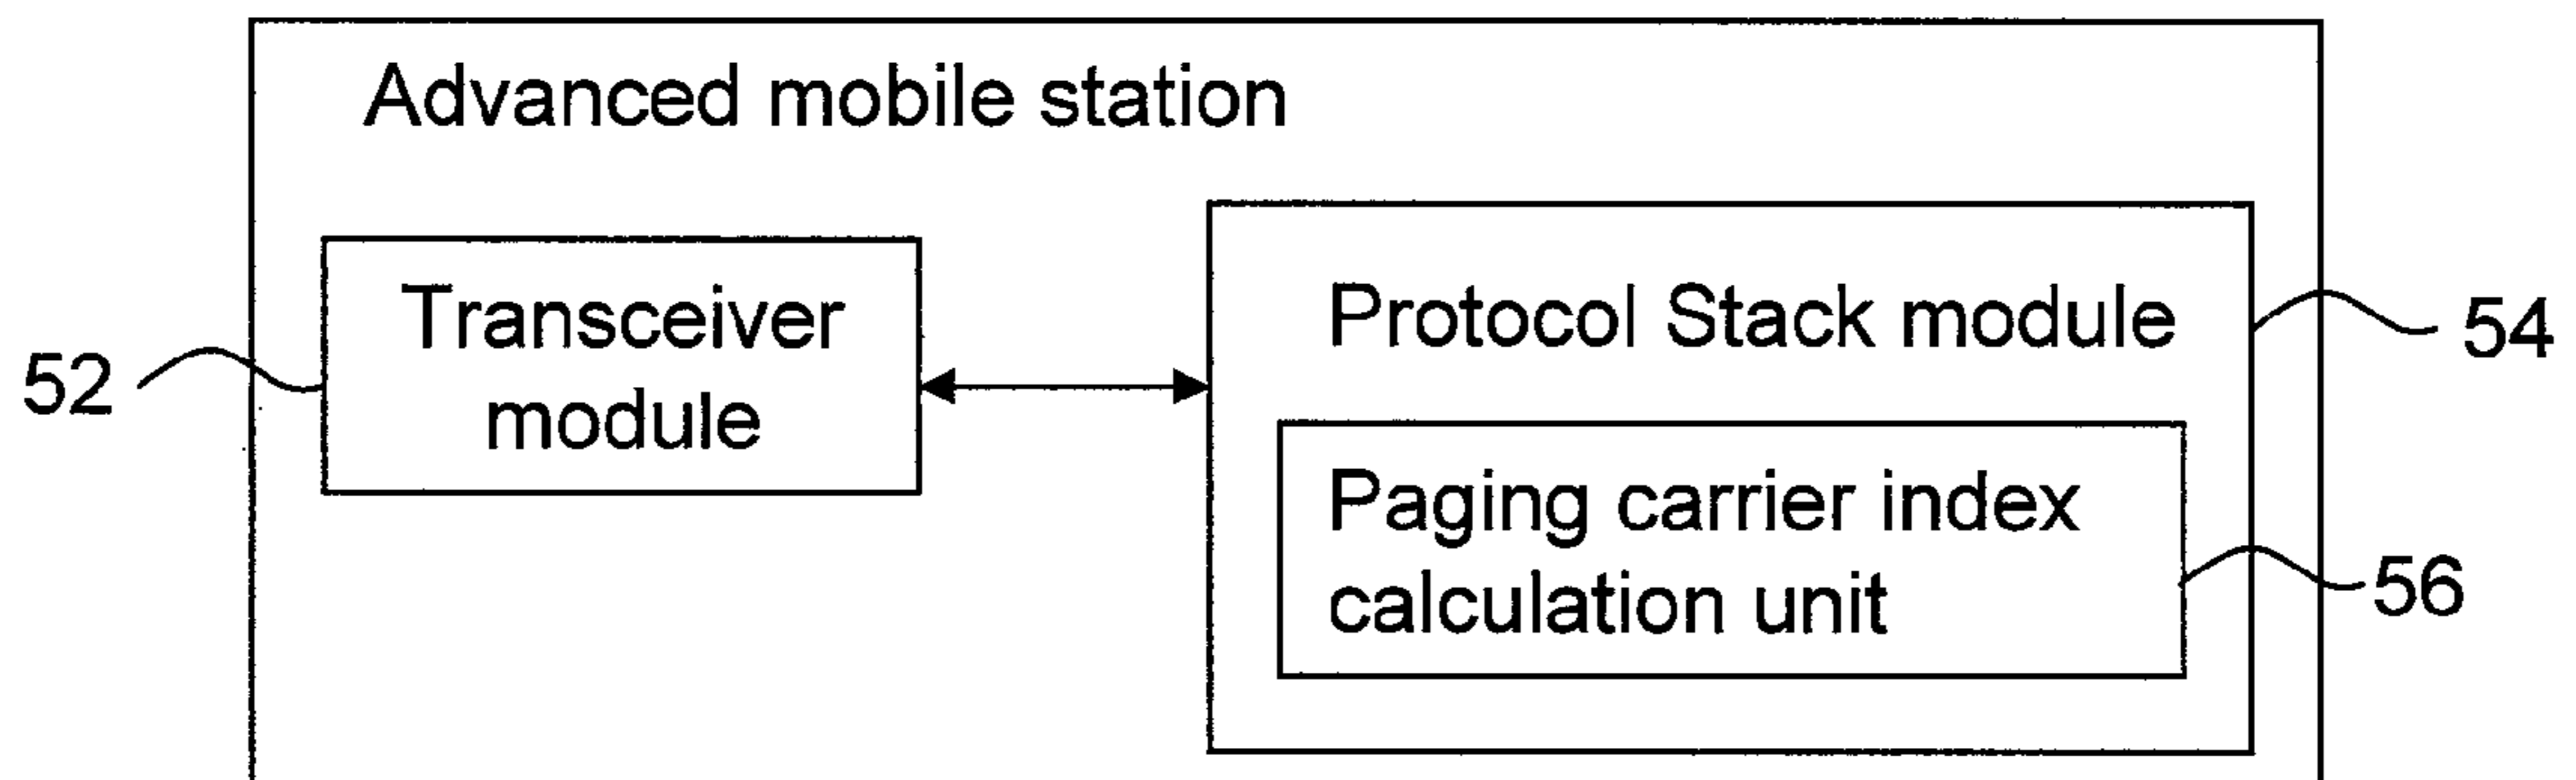 Advanced mobile station
Transceiver
module
Protocol Stack module
Paging carrier index
calculation unit
52
54
56